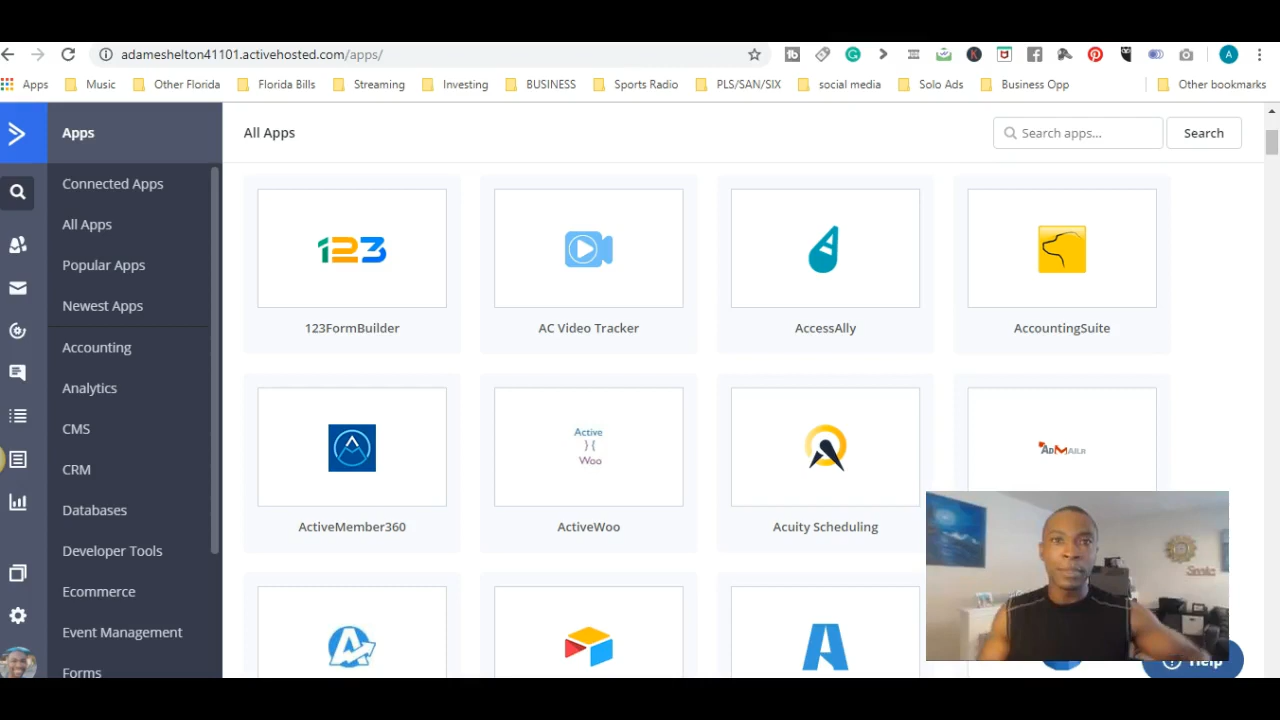 adameshelton41101.activehosted.com/apps/
Apps
Music
Other Florida
Florida Bills
Streaming
Investing
BUSINESS
Sports Radio
PLS/SAN/SIX
social media
Solo Ads
Business Opp
Other bookmarks
Apps
All Apps
Search apps...
Search
Connected Apps
All Apps
Popular Apps
Newest Apps
Accounting
Analytics
CMS
CRM
Databases
Developer Tools
Ecommerce
Event Management
Forms
123
123FormBuilder
AC Video Tracker
AccessAlly
AccountingSuite
ActiveMember360
Active
}{
Woo
ActiveWoo
Acuity Scheduling
ADMAILR
Help